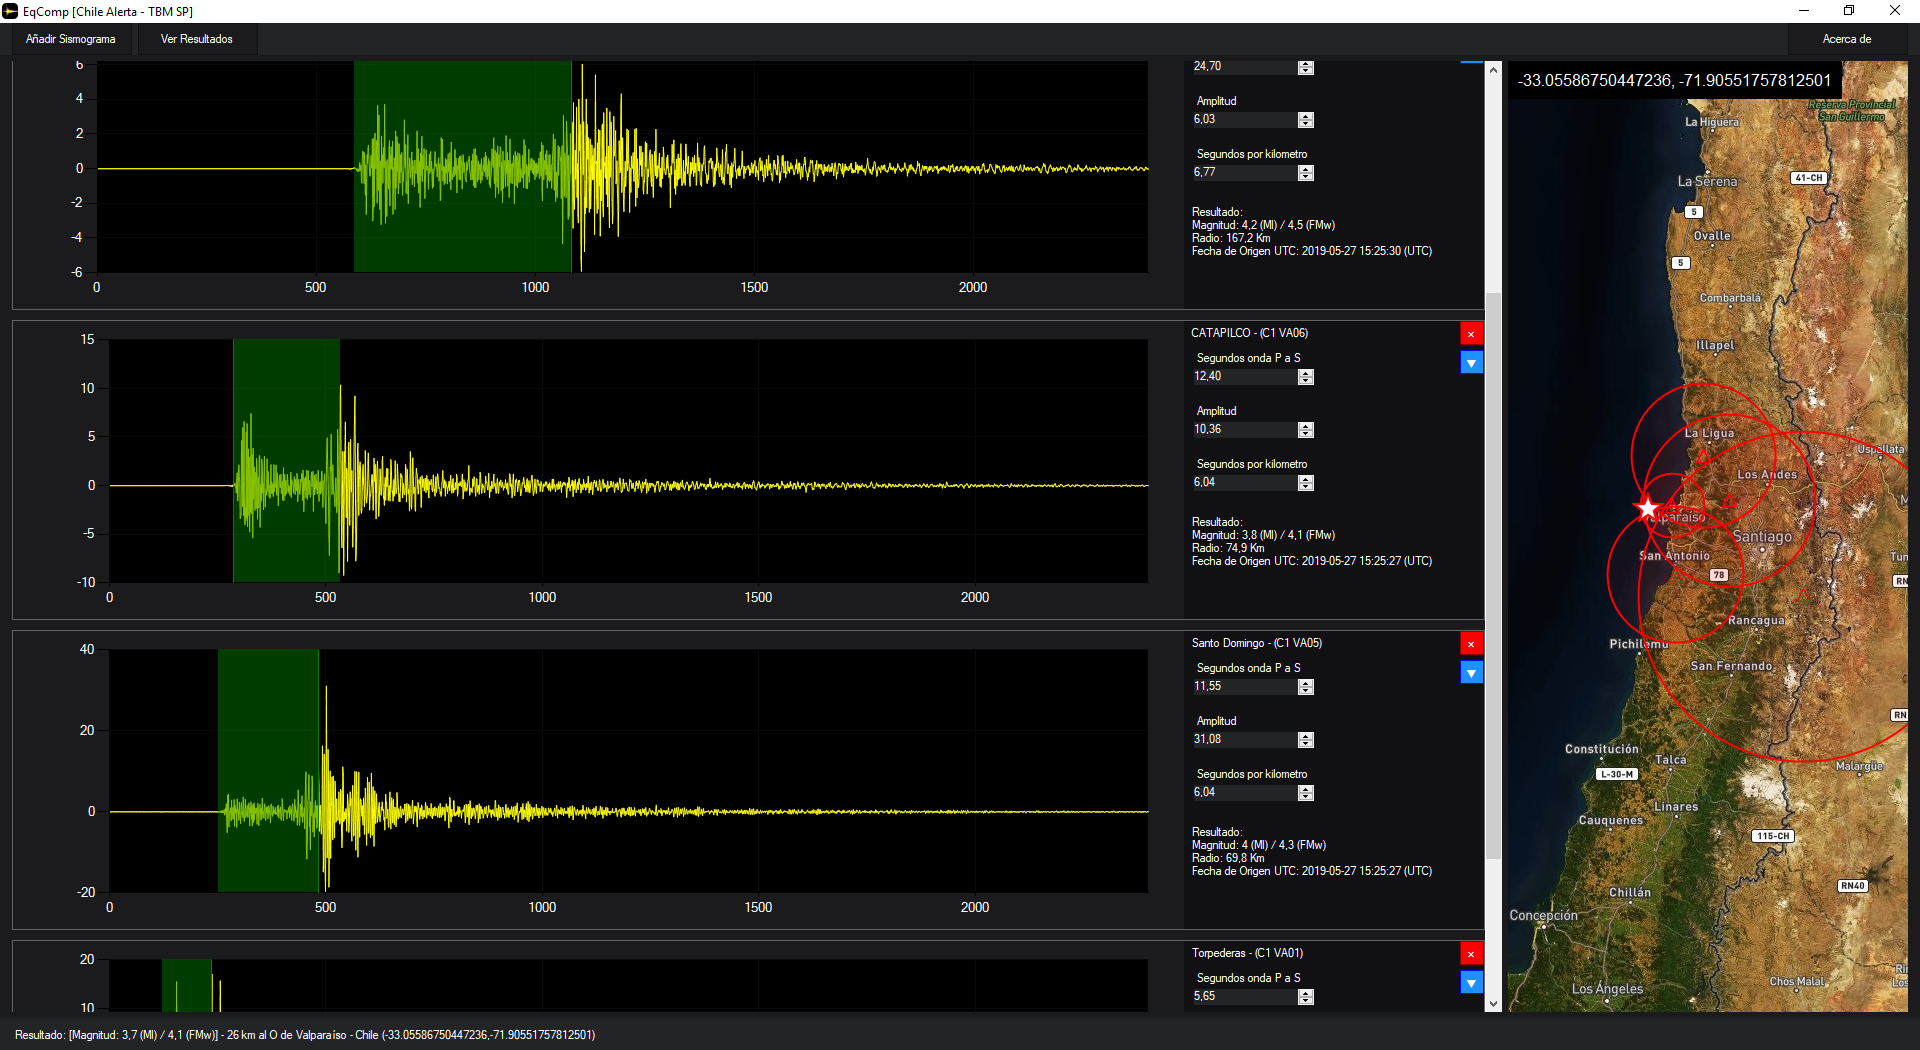 EqComp [Chile Alerta - TBM SP]
Añadir Sismograma
Ver Resultados
Acerca de
6
4
2
0
-2
-4
-6
0
500
1000
1500
2000
24,70
Amplitud
6,03
Segundos por kilometro
6,77
Resultado:
Magnitud: 4,2 (Ml) / 4,5 (FMw)
Radio: 167,2 Km
Fecha de Origen UTC: 2019-05-27 15:25:30 (UTC)
15
10
5
0
-5
-10
0
500
1000
1500
2000
CATAPILCO - (C1 VA06)
Segundos onda P a S
12,40
Amplitud
10,36
Segundos por kilometro
6,04
Resultado:
Magnitud: 3,8 (Ml) / 4,1 (FMw)
Radio: 74,9 Km
Fecha de Origen UTC: 2019-05-27 15:25:27 (UTC)
40
20
0
-20
0
500
1000
1500
2000
Santo Domingo - (C1 VA05)
Segundos onda P a S
11,55
Amplitud
31,08
Segundos por kilometro
6,04
Resultado:
Magnitud: 4 (Ml) / 4,3 (FMw)
Radio: 69,8 Km
Fecha de Origen UTC: 2019-05-27 15:25:27 (UTC)
20
10
Torpederas - (C1 VA01)
Segundos onda P a S
5,65
-33.05586750447236, -71.90551757812501
Reserva Provincial
San Guillermo
La Higuera
La Serena
41-CH
5
Ovalle
5
Combarbalá
Illapel
La Ligua
Uspallata
Los Andes
lparaíso
Santiago
San Antonio
Tun
78
RN
Rancagua
Pichilemu
San Fernando
RN
Constitución
Talca
Malargüe
L-30-M
Linares
Cauquenes
115-CH
Chillán
RN40
Concepción
Chos Malal
Los Ángeles
Resultado: [Magnitud: 3,7 (Ml) / 4,1 (FMw)] - 26 km al O de Valparaíso - Chile (-33.05586750447236,-71.90551757812501)